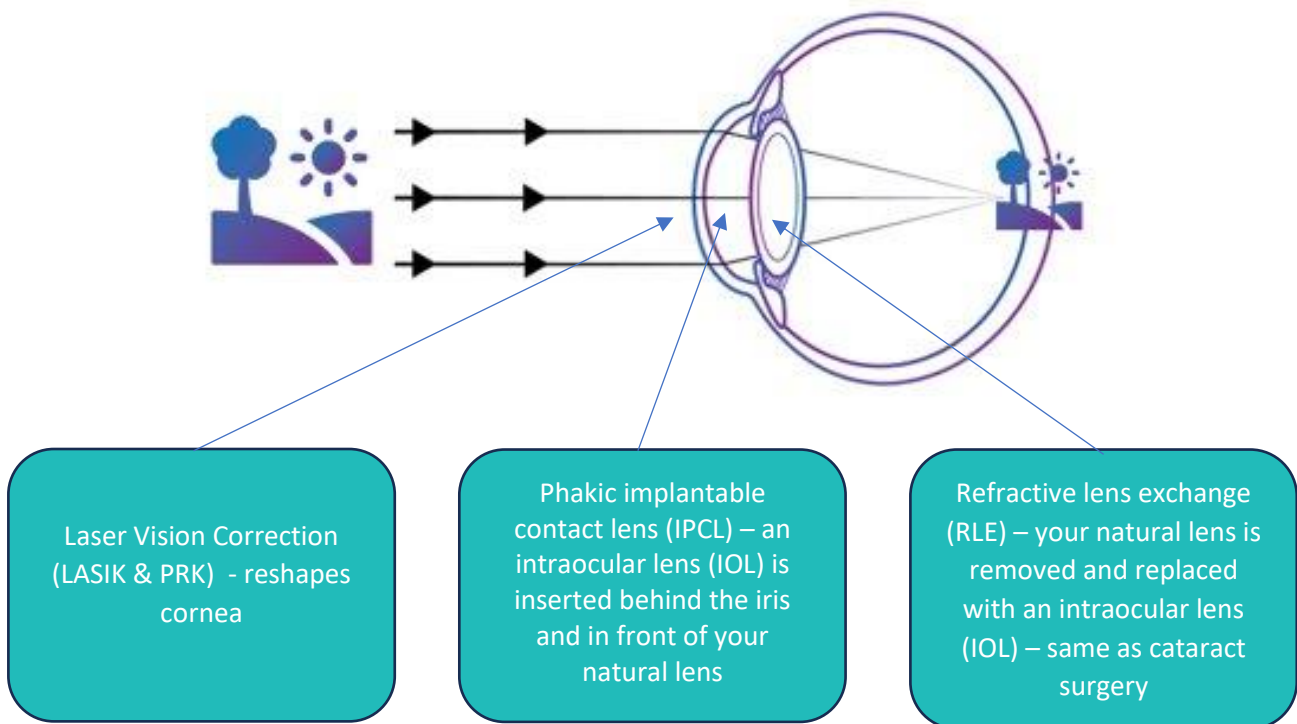 Laser Vision Correction
(LASIK & PRK)  - reshapes
cornea
Phakic implantable
contact lens (IPCL) – an
intraocular lens (IOL) is
inserted behind the iris
and in front of your
natural lens
Refractive lens exchange
(RLE) – your natural lens is
removed and replaced
with an intraocular lens
(IOL) – same as cataract
surgery